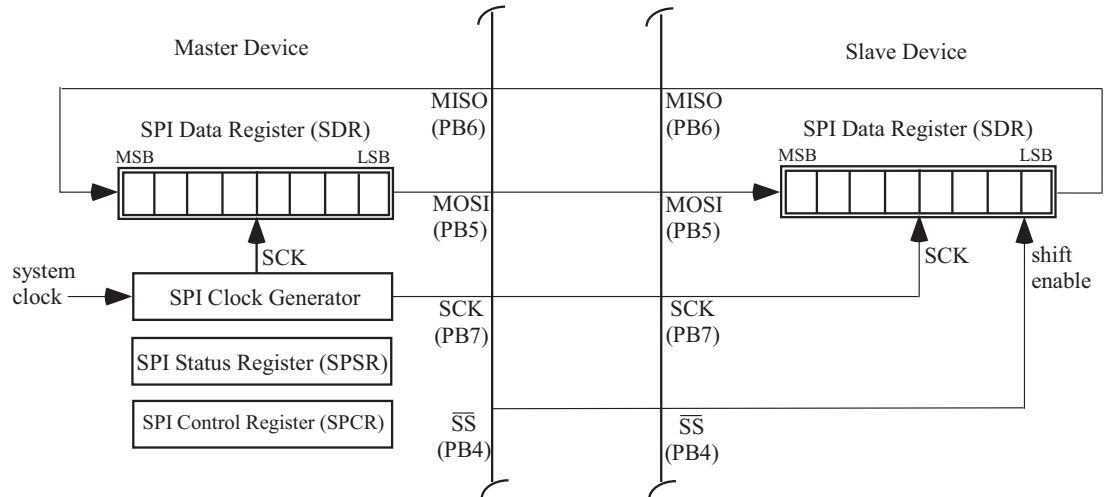 Master Device
Slave Device
MISO
(PB6)
MISO
(PB6)
SPI Data Register (SDR)
SPI Data Register (SDR)
MSB
LSB
MSB
LSB
MOSI
(PB5)
MOSI
(PB5)
SCK
SCK
shift
enable
system
clock
SPI Clock Generator
SCK
(PB7)
SCK
(PB7)
SPI Status Register (SPSR)
SPI Control Register (SPCR)
S̅S̅
(PB4)
S̅S̅
(PB4)